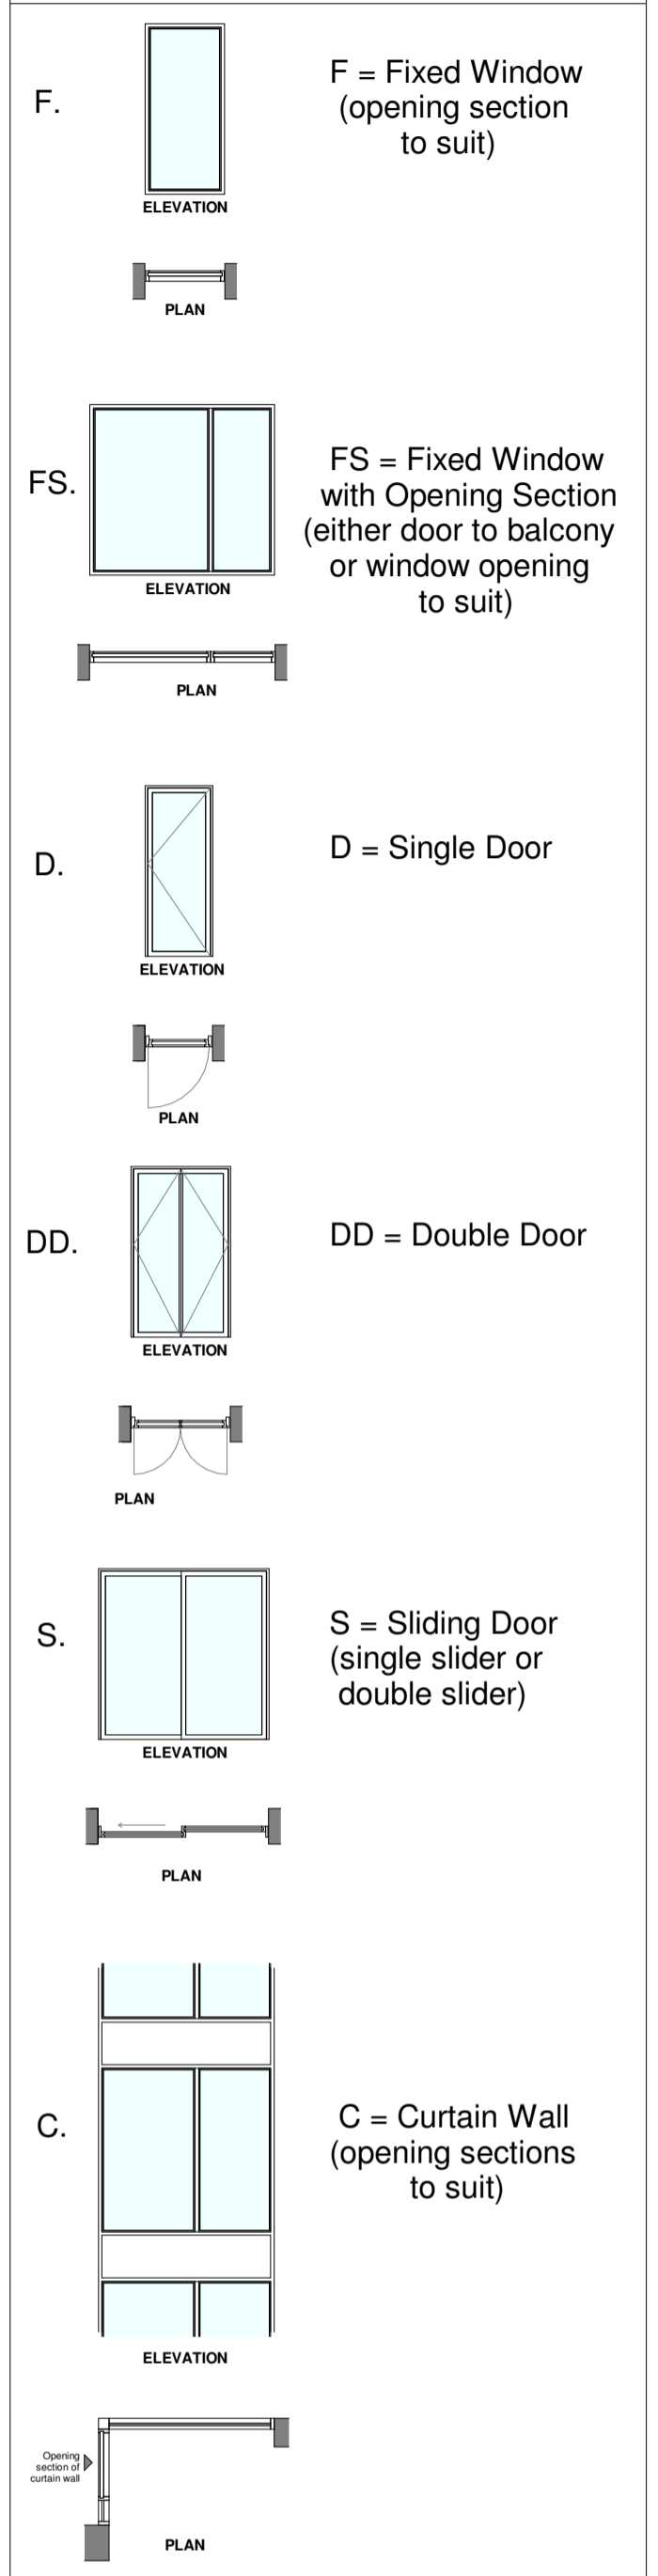 F.
F = Fixed Window
(opening section
to suit)
ELEVATION
PLAN
FS.
FS = Fixed Window
with Opening Section
(either door to balcony
or window opening
to suit)
ELEVATION
PLAN
D.
D = Single Door
ELEVATION
PLAN
DD.
DD = Double Door
ELEVATION
PLAN
S.
S = Sliding Door
(single slider or
double slider)
ELEVATION
PLAN
C.
C = Curtain Wall
(opening sections
to suit)
ELEVATION
Opening
section of
curtain wall
PLAN